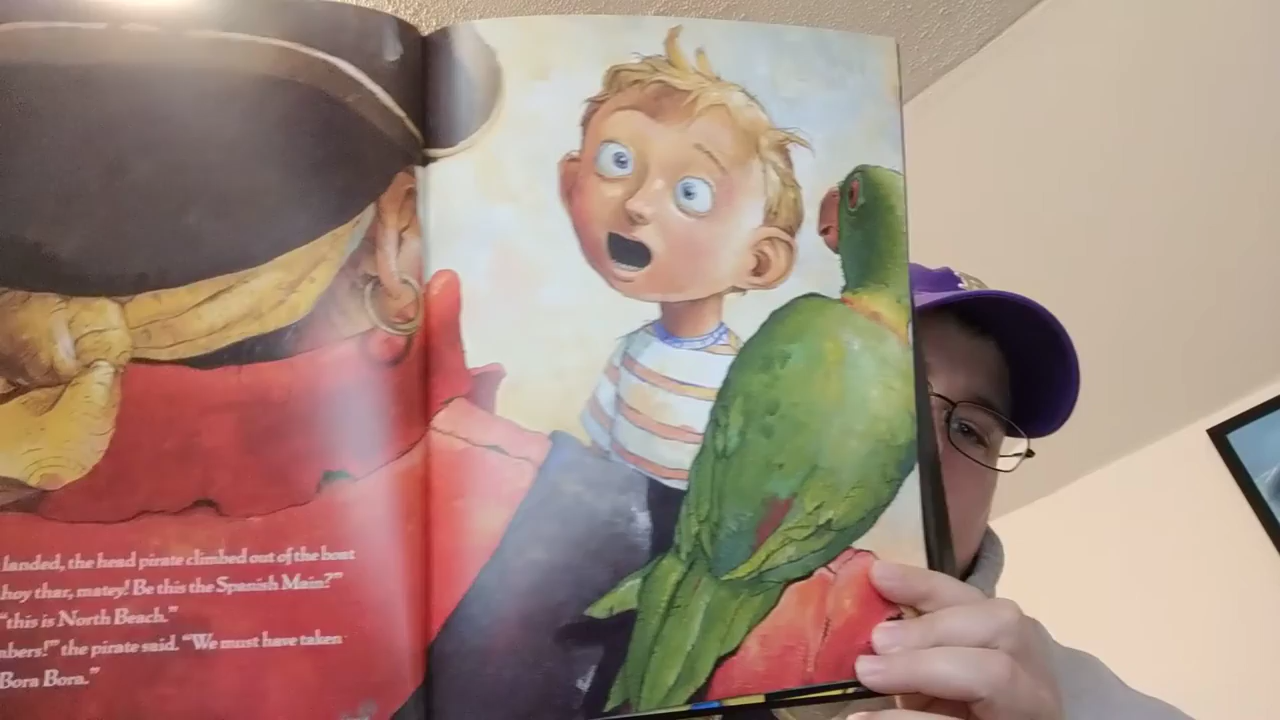 landed, the head pirate climbed out of the boat
hoy thar, matey! Be this the Spanish Main?”
“this is North Beach.”
bers!” the pirate said. “We must have taken
Bora Bora.”